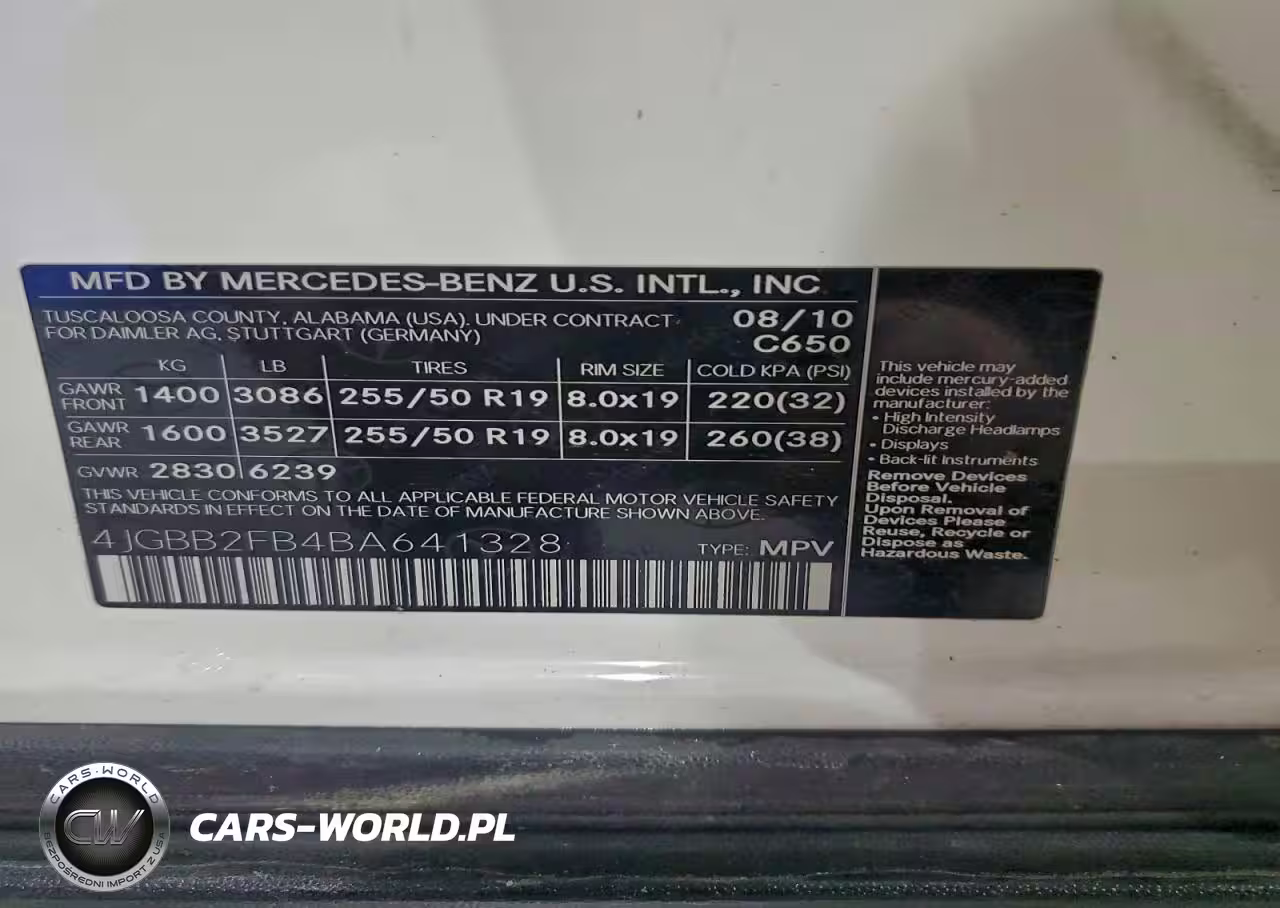 MFD BY MERCEDES-BENZ U.S. INTL., INC
TUSCALOOSA COUNTY, ALABAMA (USA). UNDER CONTRACT
FOR DAIMLER AG, STUTTGART (GERMANY)
08/10
C650
KG LB TIRES RIM SIZE COLD KPA (PSI)
GAWR FRONT 1400 3086 255/50 R19 8.0x19 220(32)
GAWR REAR 1600 3527 255/50 R19 8.0x19 260(38)
GVWR 2830 6239
THIS VEHICLE CONFORMS TO ALL APPLICABLE FEDERAL MOTOR VEHICLE SAFETY
STANDARDS IN EFFECT ON THE DATE OF MANUFACTURE SHOWN ABOVE.
4JGBB2FB4BA641328 TYPE: MPV
This vehicle may
include mercury-added
devices installed by the
manufacturer:
• High Intensity
Discharge Headlamps
• Displays
• Back-lit Instruments
Remove Devices
Before Vehicle
Disposal.
Upon Removal of
Devices Please
Reuse, Recycle or
Dispose as
Hazardous Waste.
CARS-WORLD
CW
BEZPOŚREDNI IMPORT Z USA
CARS-WORLD.PL